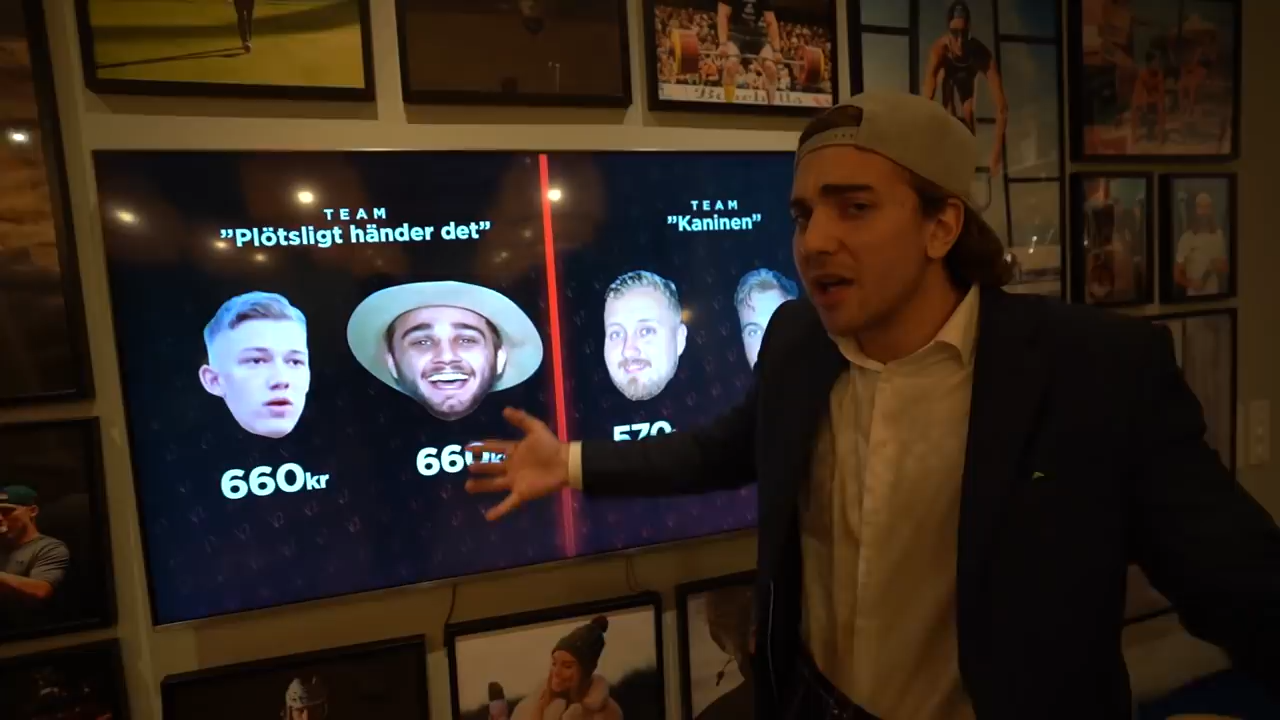 TEAM
”Plötsligt händer det”
660kr
TEAM
”Kaninen”